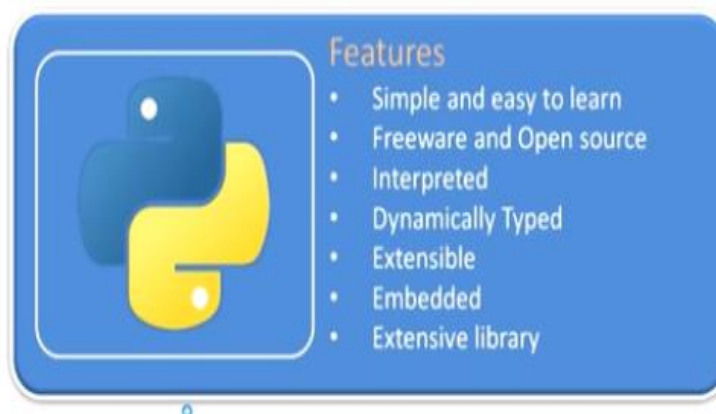 Features
• Simple and easy to learn
• Freeware and Open source
• Interpreted
• Dynamically Typed
• Extensible
• Embedded
• Extensive library